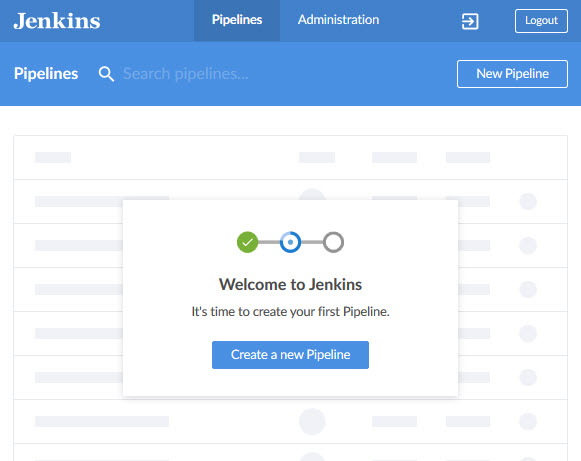 Jenkins
Pipelines
Administration
Logout
Pipelines
Search pipelines...
New Pipeline
Welcome to Jenkins
It's time to create your first Pipeline.
Create a new Pipeline